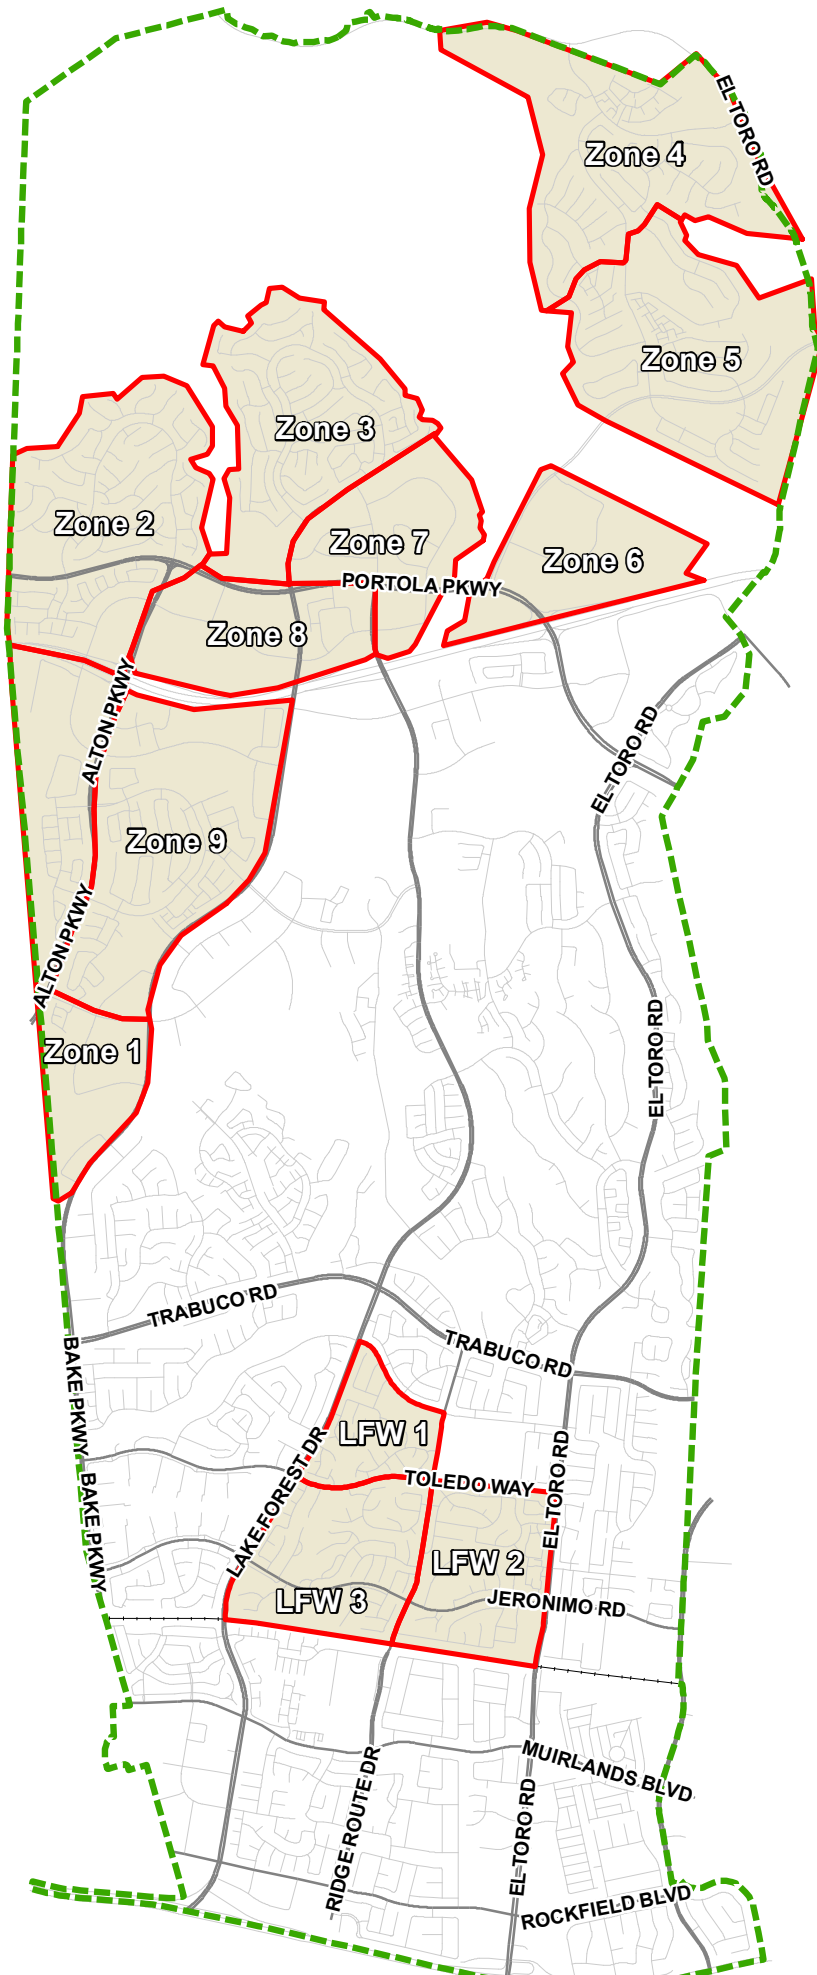 EL TORO RD
Zone 4
Zone 5
Zone 3
Zone 2
Zone 7
Zone 6
PORTOLA PKWY
Zone 8
ALTON PKWY
EL TORO RD
Zone 9
ALTON PKWY
EL TORO RD
Zone 1
TRABUCO RD
TRABUCO RD
BAKE PKWY
LFW 1
LAKE FOREST DR
TOLEDO WAY
EL TORO RD
BAKE PKWY
LFW 2
LFW 3
JERONIMO RD
MUIRLANDS BLVD
RIDGE ROUTE DR
EL TORO RD
ROCKFIELD BLVD